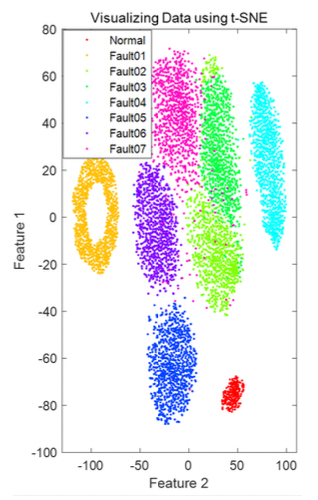 Visualizing Data using t-SNE
80
60
40
20
0
-20
-40
-60
-80
-100
Feature 1
Normal
Fault01
Fault02
Fault03
Fault04
Fault05
Fault06
Fault07
-100 -50 0 50 100
Feature 2